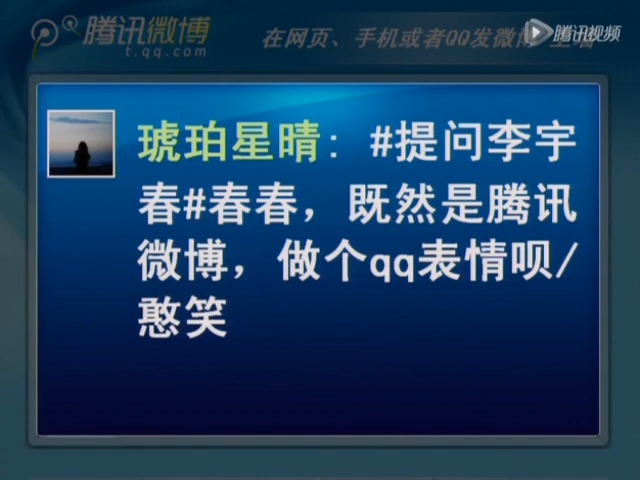 腾讯微博
t.qq.com
在网页、手机或者QQ发微博
腾讯视频
琥珀星晴：#提问李宇
春#春春，既然是腾讯
微博，做个qq表情呗/
憨笑